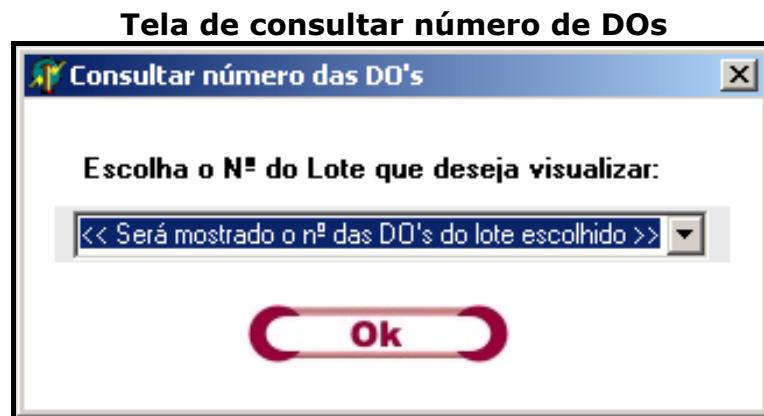 Tela de consultar número de DOs
Consultar número das DO's
Escolha o Nº do Lote que deseja visualizar:
<< Será mostrado o nº das DO's do lote escolhido >>
Ok